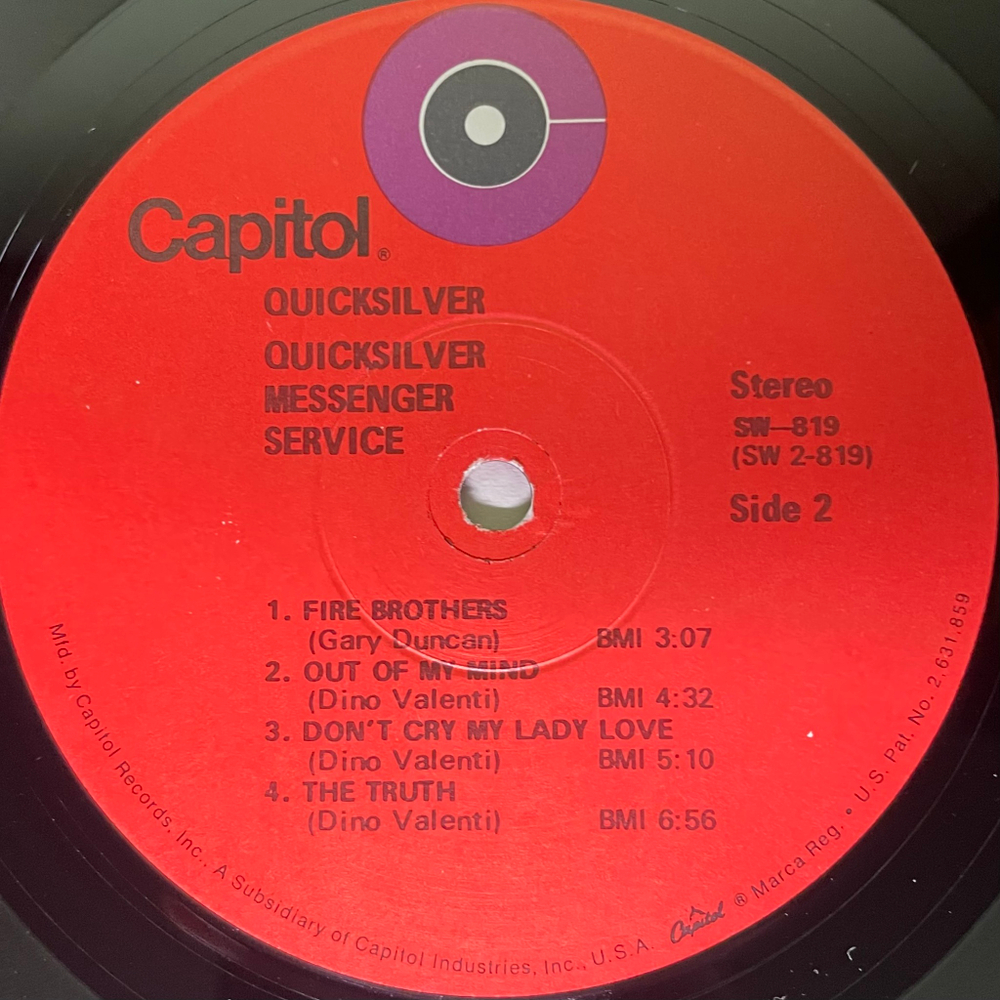 Capitol®
QUICKSILVER
QUICKSILVER
MESSENGER
SERVICE
Stereo
SW—819
(SW 2-819)
Side 2
1. FIRE BROTHERS
(Gary Duncan) BMI 3:07
2. OUT OF MY MIND
(Dino Valenti) BMI 4:32
3. DON'T CRY MY LADY LOVE
(Dino Valenti) BMI 5:10
4. THE TRUTH
(Dino Valenti) BMI 6:56
Mfd. by Capitol Records, Inc., A Subsidiary of Capitol Industries, Inc., U.S.A. Capitol ® Marca Reg. • U.S. Pat. No. 2,631,859